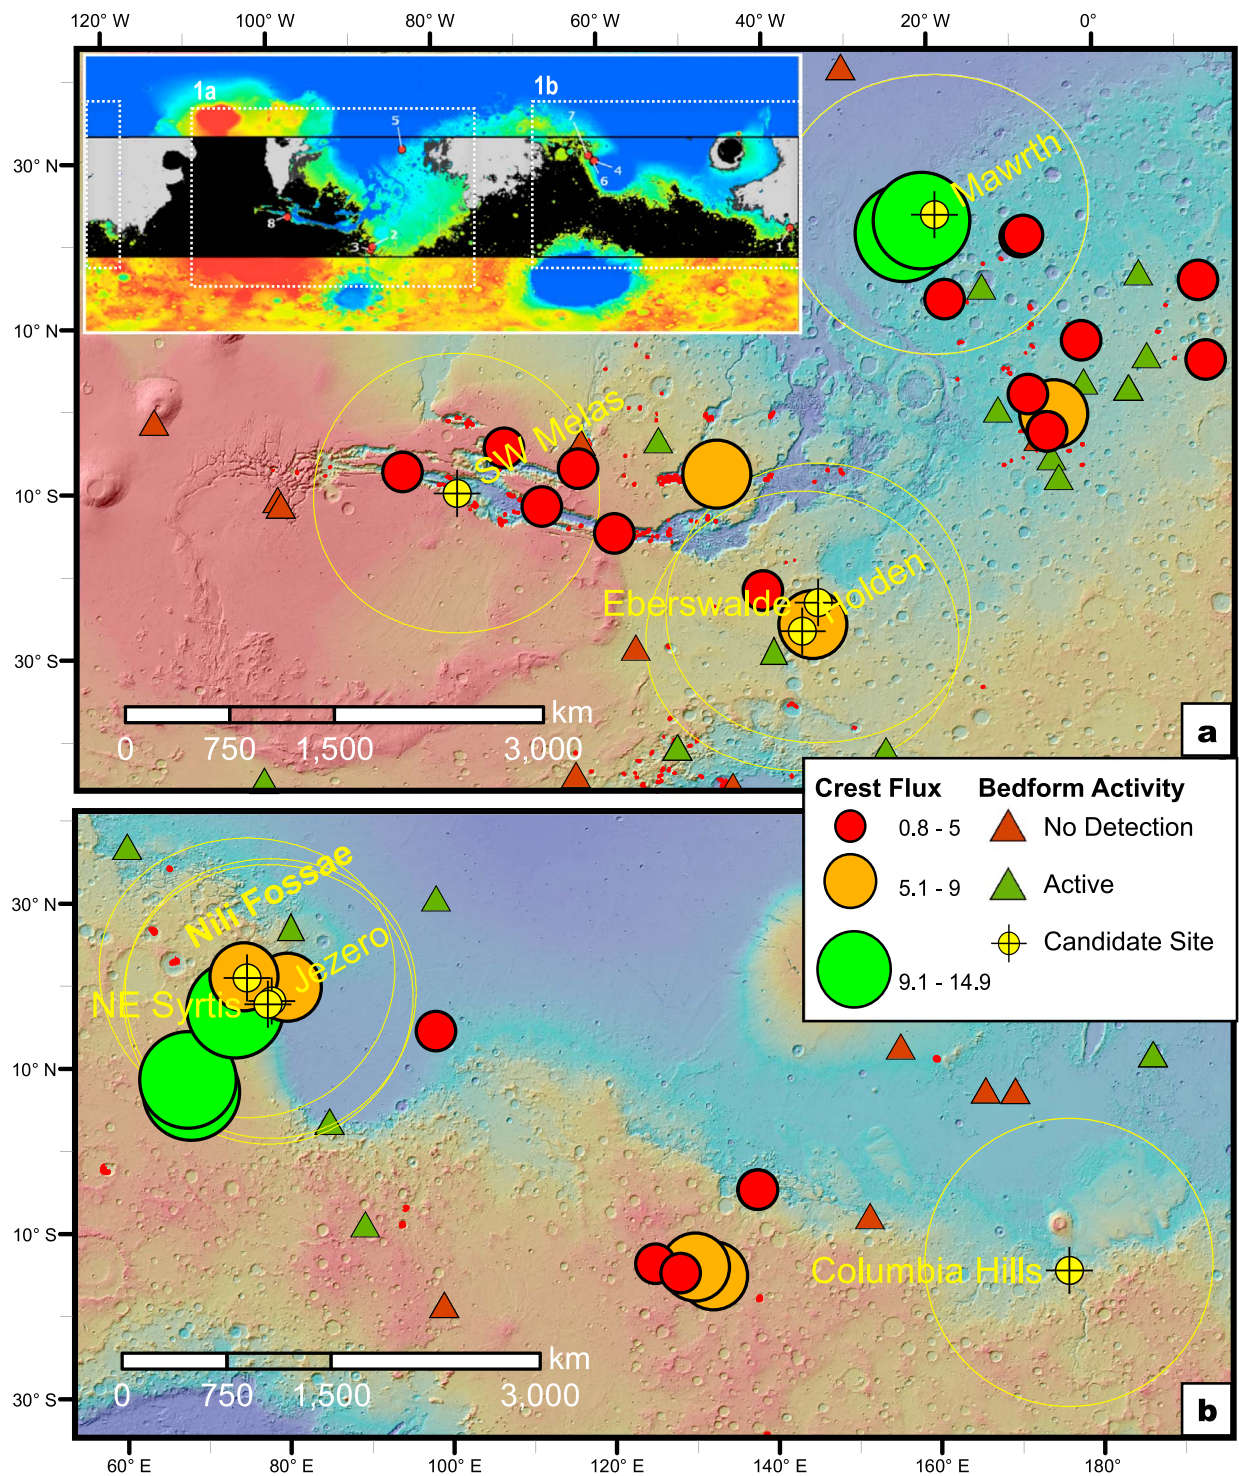 120° W 100° W 80° W 60° W 40° W 20° W 0°
1a
1b
5
7
4
6
8
3
2
1
30° N
10° N
10° S
30° S
Mawrth
SW Melas
Eberswalde
Holden
km
0 750 1,500 3,000
a
Crest Flux
0.8 - 5
5.1 - 9
9.1 - 14.9
Bedform Activity
No Detection
Active
Candidate Site
30° N
10° N
10° S
30° S
Nili Fossae
Jezero
NE Syrtis
Columbia Hills
km
0 750 1,500 3,000
b
60° E 80° E 100° E 120° E 140° E 160° E 180°